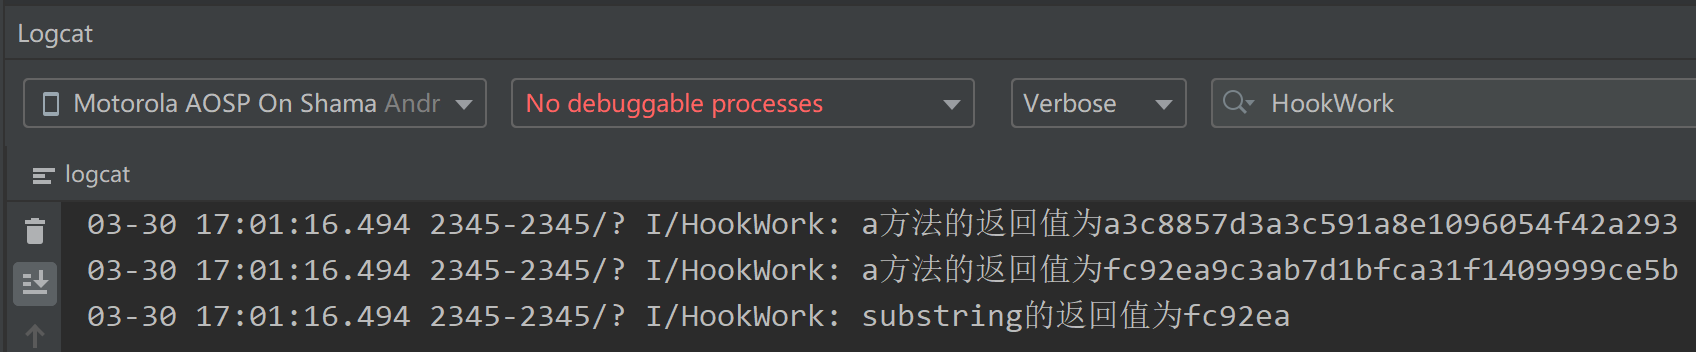 Logcat
Motorola AOSP On Shama Andr
No debuggable processes
Verbose
HookWork
logcat
03-30 17:01:16.494 2345-2345/? I/HookWork: a方法的返回值为a3c8857d3a3c591a8e1096054f42a293
03-30 17:01:16.494 2345-2345/? I/HookWork: a方法的返回值为fc92ea9c3ab7d1bfca31f1409999ce5b
03-30 17:01:16.494 2345-2345/? I/HookWork: substring的返回值为fc92ea